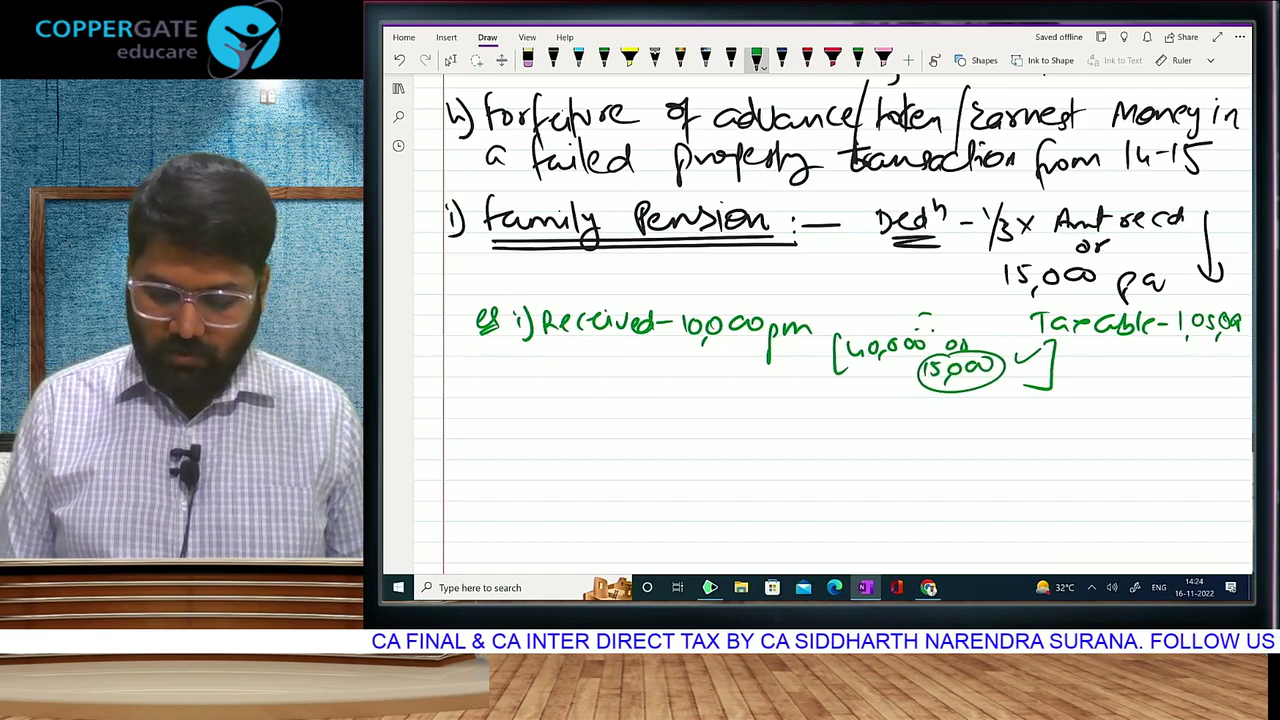 COPPERGATE
educare
Home Insert Draw View Help
Saved offline Share
Shapes Ink to Shape Ink to Text Ruler
h) Forfeiture of advance/token/Earnest Money in
a failed property transaction from 14-15
i) Family Pension :— Dedn - 1/3 x Amt recd
or
15,000 pa
eg i) Received - 10,000 pm ∴ Taxable - 1,05,000
[40,000 or
15,000 ✓]
Type here to search
32°C ENG 14:24
16-11-2022
CA FINAL & CA INTER DIRECT TAX BY CA SIDDHARTH NARENDRA SURANA. FOLLOW US